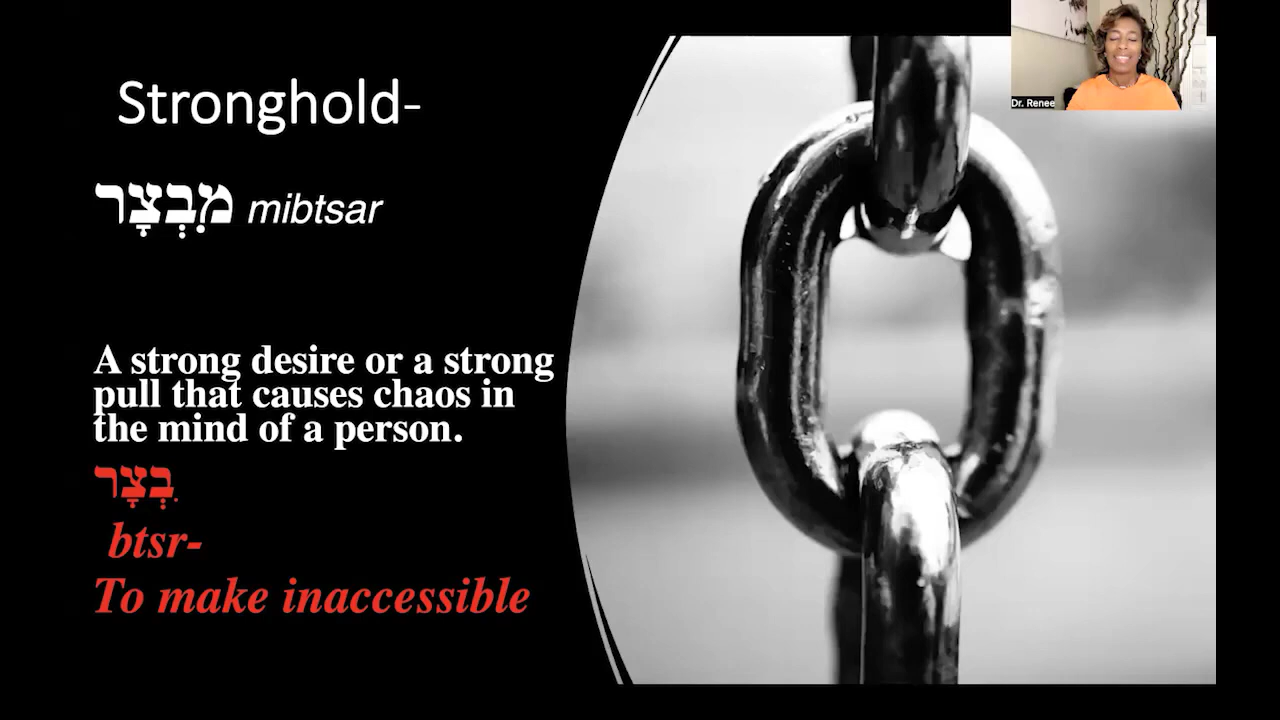 Stronghold-
מִבְצָר mibtsar
A strong desire or a strong
pull that causes chaos in
the mind of a person.
בְִצָר
btsr-
To make inaccessible
Dr. Renee